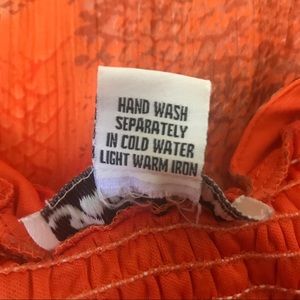 HAND WASH
SEPARATELY
IN COLD WATER
LIGHT WARM IRON